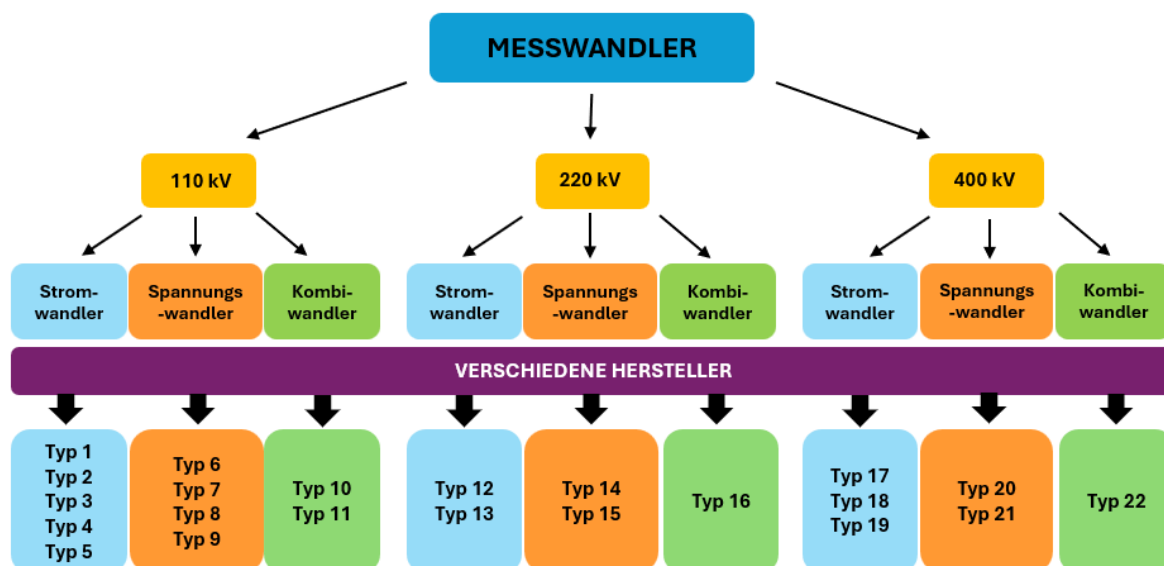 MESSWANDLER
110 kV
220 kV
400 kV
Strom-
wandler
Spannungs
-wandler
Kombi-
wandler
Strom-
wandler
Spannungs
-wandler
Kombi-
wandler
Strom-
wandler
Spannungs
-wandler
Kombi-
wandler
VERSCHIEDENE HERSTELLER
Typ 1
Typ 2
Typ 3
Typ 4
Typ 5
Typ 6
Typ 7
Typ 8
Typ 9
Typ 10
Typ 11
Typ 12
Typ 13
Typ 14
Typ 15
Typ 16
Typ 17
Typ 18
Typ 19
Typ 20
Typ 21
Typ 22